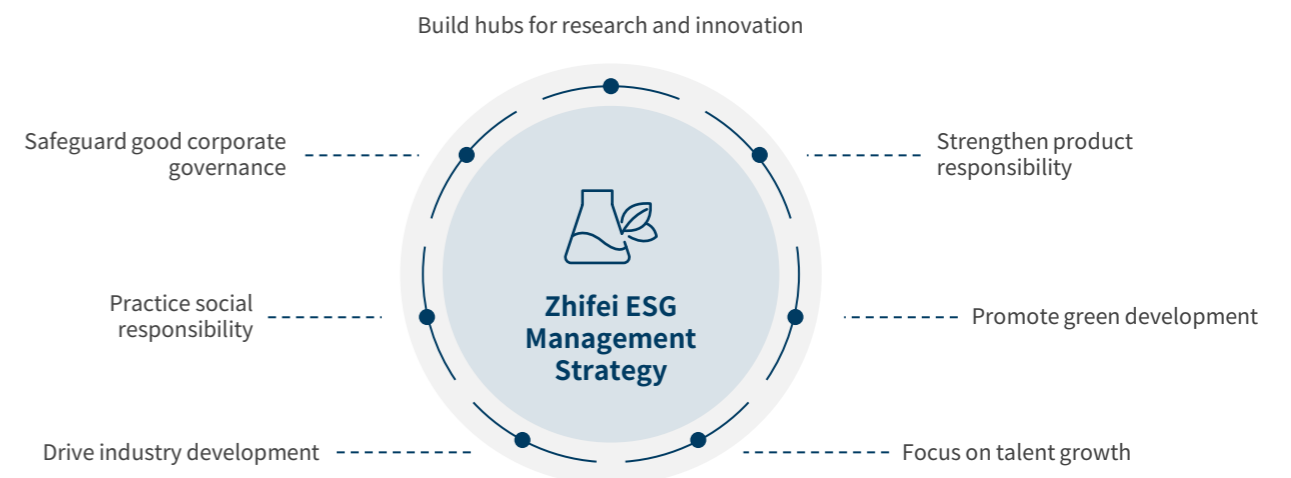 Build hubs for research and innovation
Safeguard good corporate
governance
Strengthen product
responsibility
Zhifei ESG
Management
Strategy
Practice social
responsibility
Promote green development
Drive industry development
Focus on talent growth